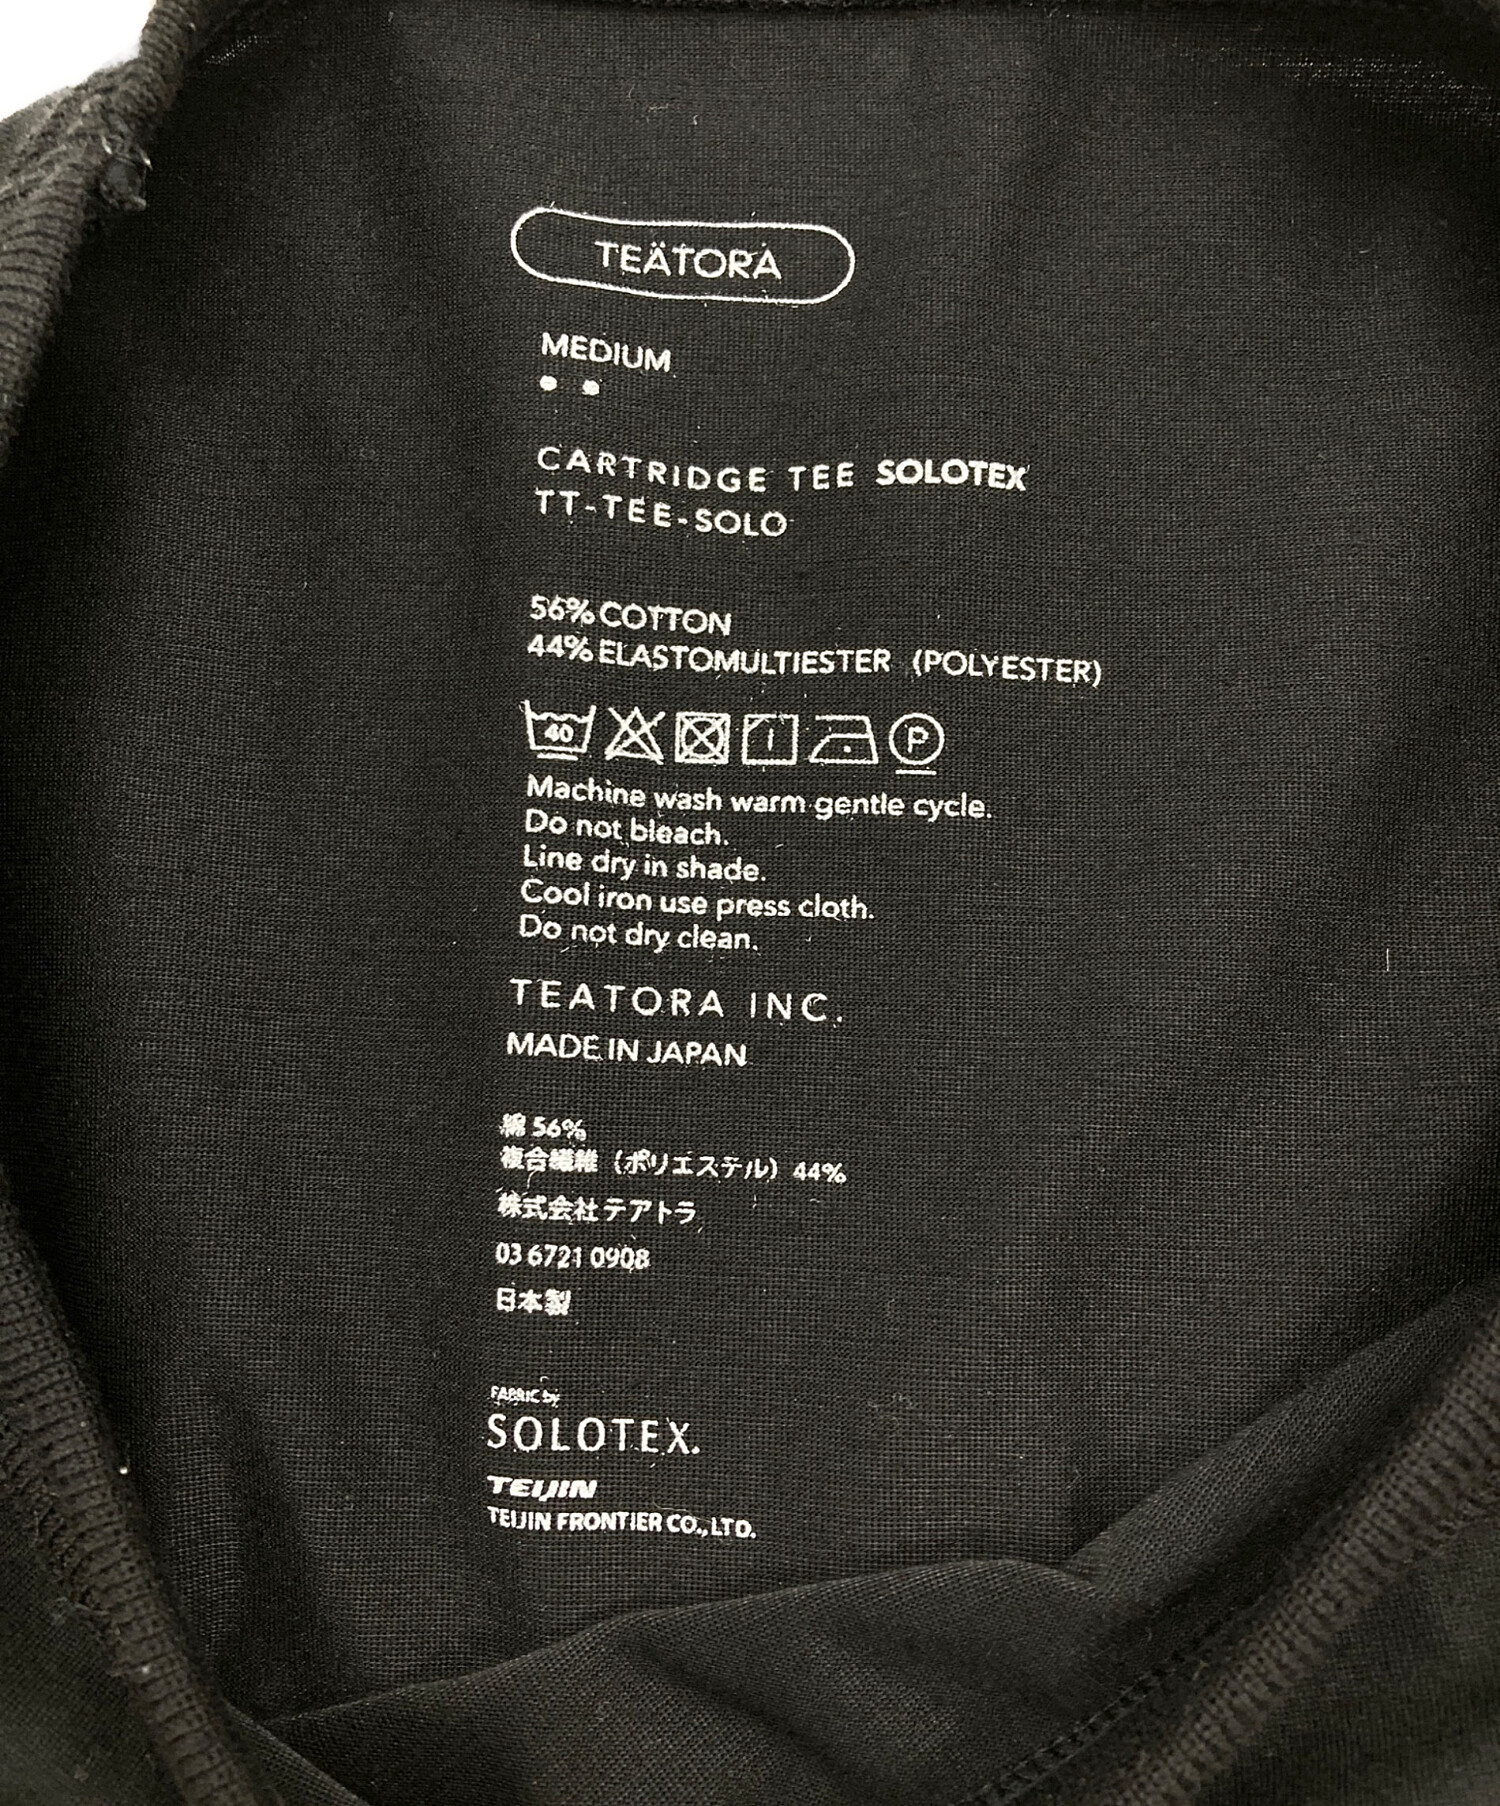 TEÄTORA
MEDIUM
CARTRIDGE TEE SOLOTEX
TT-TEE-SOLO
56% COTTON
44% ELASTOMULTIESTER (POLYESTER)
40 P
Machine wash warm gentle cycle.
Do not bleach.
Line dry in shade.
Cool iron use press cloth.
Do not dry clean.
TEATORA INC.
MADE IN JAPAN
綿 56%
複合繊維（ポリエステル）44%
株式会社テアトラ
03 6721 0908
日本製
FABRIC by
SOLOTEX.
TEIJIN
TEIJIN FRONTIER CO., LTD.